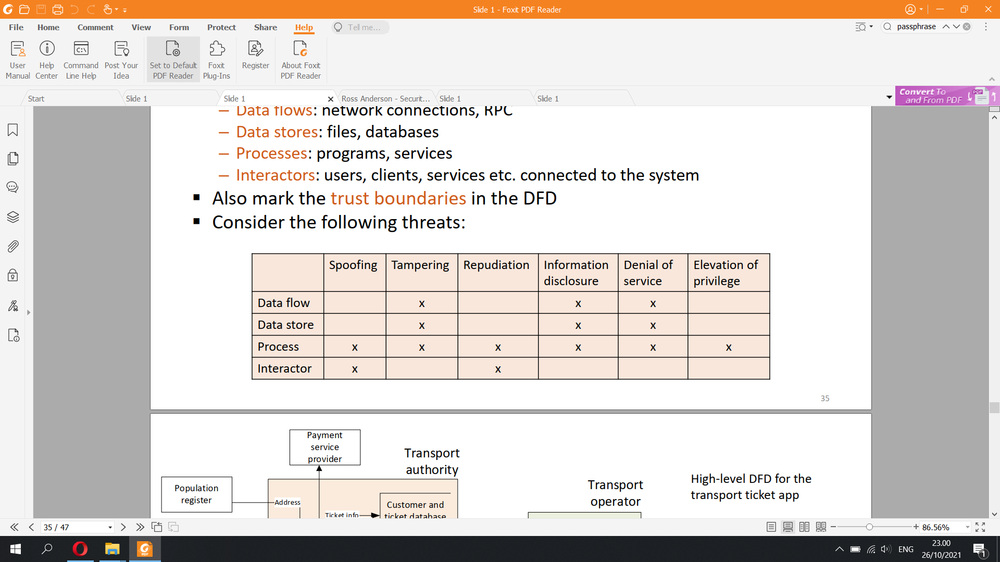 Slide 1 - Foxit PDF Reader
File Home Comment View Form Protect Share Help Tell me... passphrase
User Manual
Help Center
C:\
Command Line Help
Post Your Idea
Set to Default PDF Reader
Foxit Plug-Ins
Register
About Foxit PDF Reader
Start Slide 1 Slide 1 Ross Anderson - Securit... Slide 1 Slide 1
Convert To
and From PDF
PDF
– Data flows: network connections, RPC
– Data stores: files, databases
– Processes: programs, services
– Interactors: users, clients, services etc. connected to the system
▪ Also mark the trust boundaries in the DFD
▪ Consider the following threats:
Spoofing Tampering Repudiation Information disclosure Denial of service Elevation of privilege
Data flow x x x
Data store x x x
Process x x x x x x
Interactor x x
35
Payment
service
provider
Transport
authority
Population
register
Address
Ticket info
Customer and
ticket database
Transport
operator
High-level DFD for the
transport ticket app
35 / 47
86.56%
PDF
ENG
23.00
26/10/2021
1